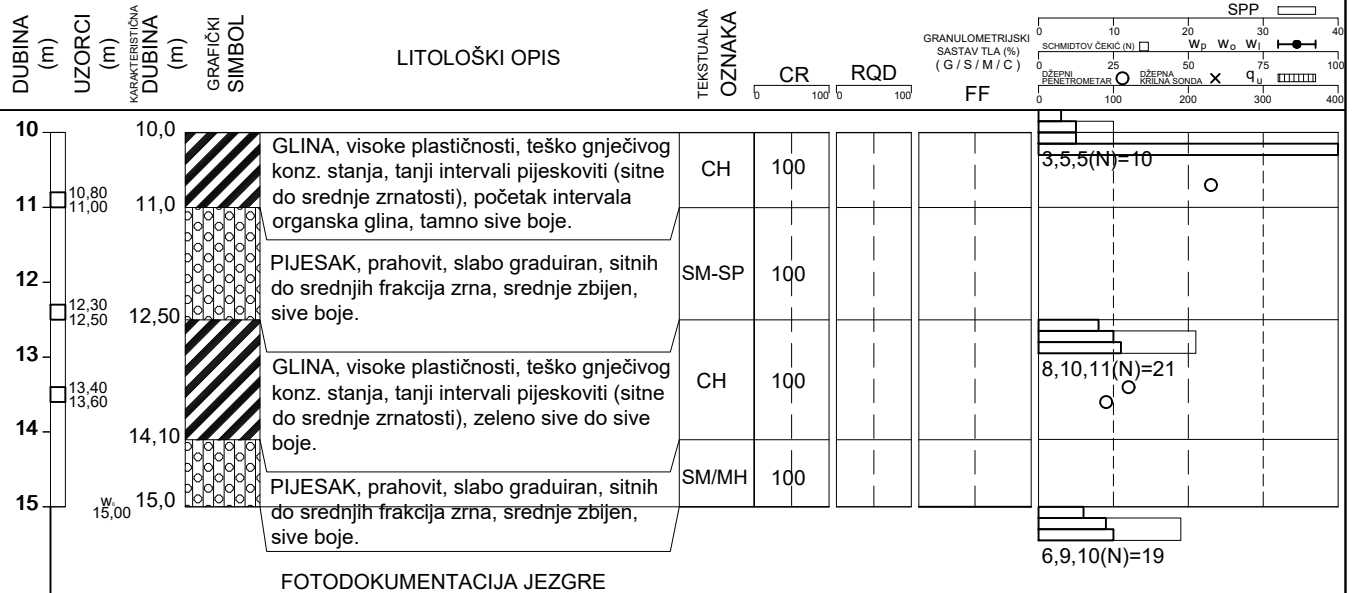 DUBINA (m)
UZORCI (m)
KARAKTERISTIČNA DUBINA (m)
GRAFIČKI SIMBOL
LITOLOŠKI OPIS
TEKSTUALNA OZNAKA
CR
0 100
RQD
0 100
GRANULOMETRIJSKI
SASTAV TLA (%)
( G / S / M / C )
FF
SPP
0 10 20 30 40
SCHMIDTOV ČEKIĆ (N) Wp Wo Wl
0 25 50 75 100
DŽEPNI PENETROMETAR DŽEPNA KRILNA SONDA qu
0 100 200 300 400
10
11
12
13
14
15
10,80
11,00
12,30
12,50
13,40
13,60
W
15,00
10,0
11,0
12,50
14,10
15,0
GLINA, visoke plastičnosti, teško gnječivog
konz. stanja, tanji intervali pijeskoviti (sitne
do srednje zrnatosti), početak intervala
organska glina, tamno sive boje.
CH
100
3,5,5(N)=10
PIJESAK, prahovit, slabo graduiran, sitnih
do srednjih frakcija zrna, srednje zbijen,
sive boje.
SM-SP
100
GLINA, visoke plastičnosti, teško gnječivog
konz. stanja, tanji intervali pijeskoviti (sitne
do srednje zrnatosti), zeleno sive do sive
boje.
CH
100
8,10,11(N)=21
PIJESAK, prahovit, slabo graduiran, sitnih
do srednjih frakcija zrna, srednje zbijen,
sive boje.
SM/MH
100
6,9,10(N)=19
FOTODOKUMENTACIJA JEZGRE